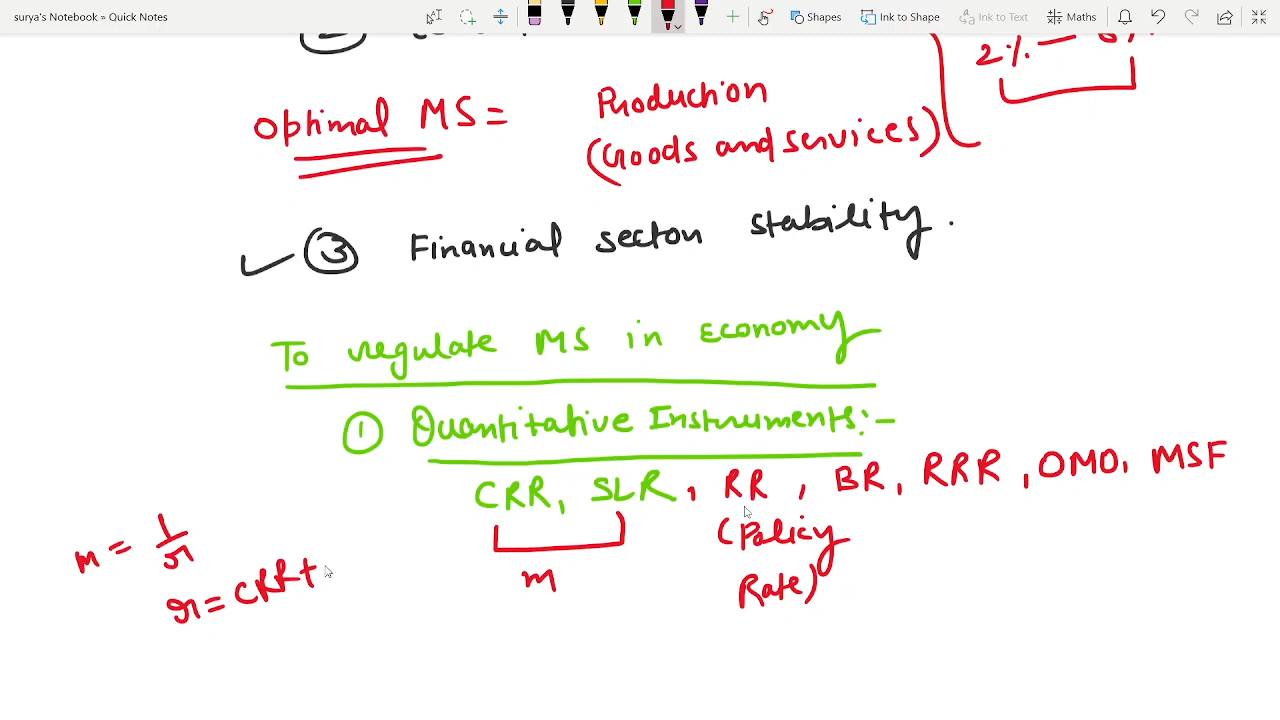 surya's Notebook » Quick Notes
Shapes Ink to Shape Ink to Text Maths
2%. —
Optimal MS = Production
(Goods and services)
3 Financial sector stability.
To regulate MS in economy
1 Quantitative Instruments:-
CRR, SLR, RR, BR, RRR, OMO, MSF
(Policy
Rate)
m
m = 1/r
r = CRR +